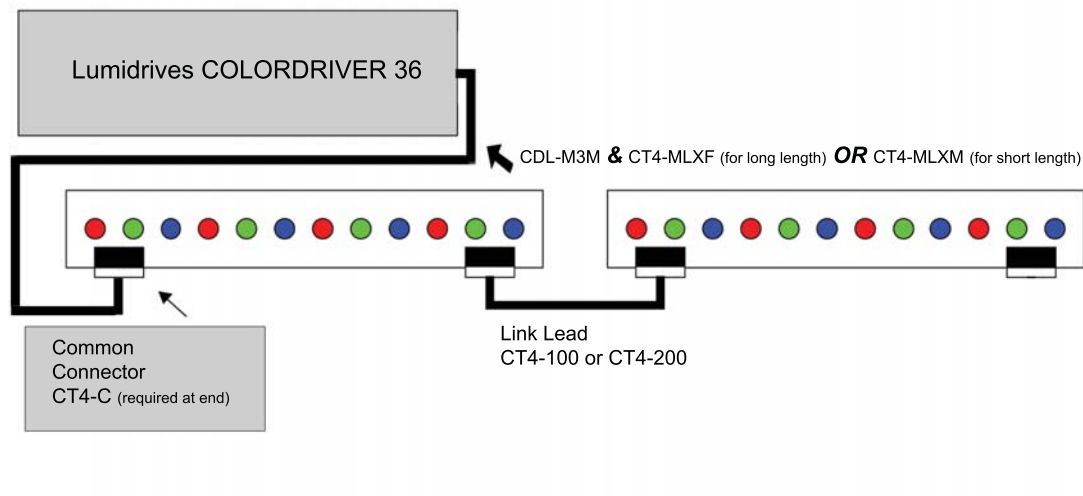 Lumidrives COLORDRIVER 36
CDL-M3M & CT4-MLXF (for long length) OR CT4-MLXM (for short length)
Link Lead
CT4-100 or CT4-200
Common
Connector
CT4-C (required at end)